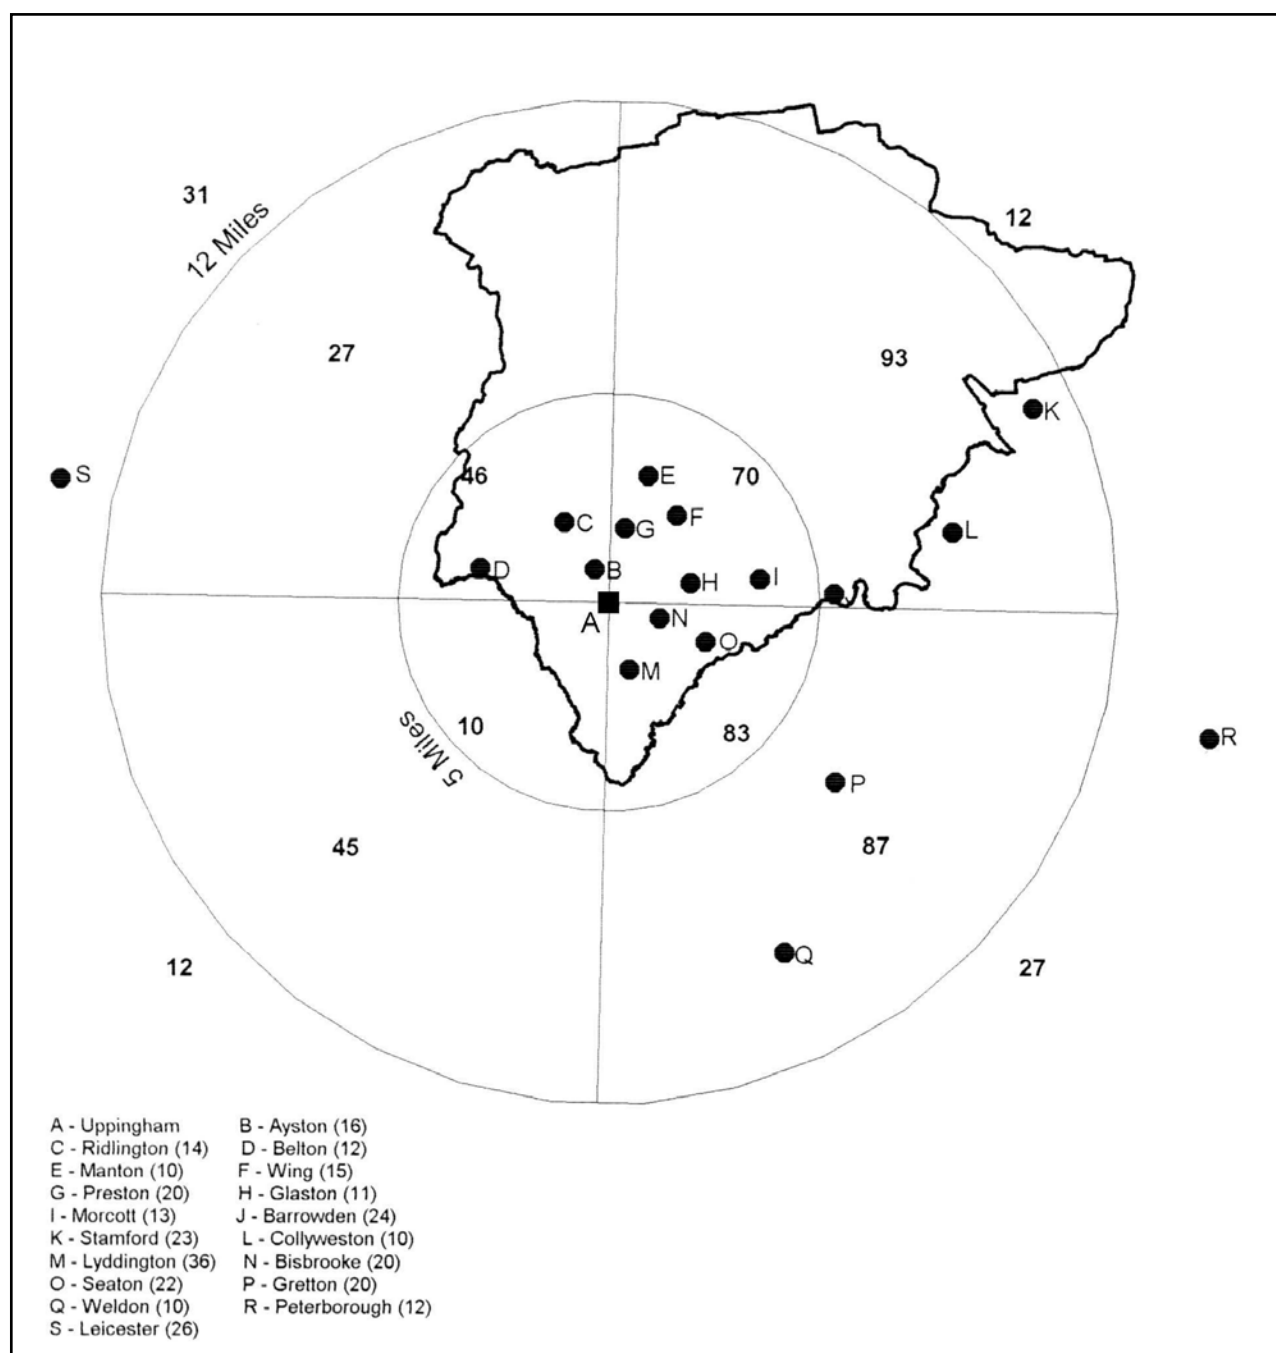 31
12 Miles
12
27
93
K
S
46
E
70
F
C
G
L
D
B
H
I
A
N
O
M
10
5 Miles
83
R
P
45
87
Q
12
27
A - Uppingham B - Ayston (16)
C - Ridlington (14) D - Belton (12)
E - Manton (10) F - Wing (15)
G - Preston (20) H - Glaston (11)
I - Morcott (13) J - Barrowden (24)
K - Stamford (23) L - Collyweston (10)
M - Lyddington (36) N - Bisbrooke (20)
O - Seaton (22) P - Gretton (20)
Q - Weldon (10) R - Peterborough (12)
S - Leicester (26)